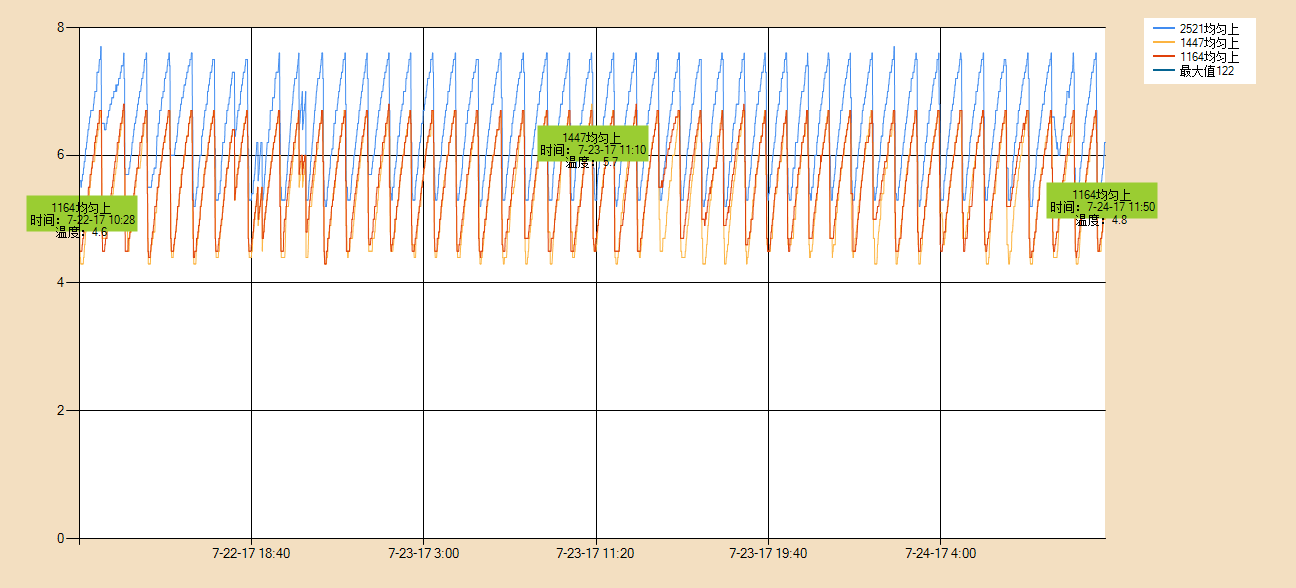 8
6
4
2
0
2521均匀上
1447均匀上
1164均匀上
最大值122
1447均匀上
时间：7-23-17 11:10
温度：5.7
1164均匀上
时间：7-22-17 10:28
温度：4.6
1164均匀上
时间：7-24-17 11:50
温度：4.8
7-22-17 18:40
7-23-17 3:00
7-23-17 11:20
7-23-17 19:40
7-24-17 4:00